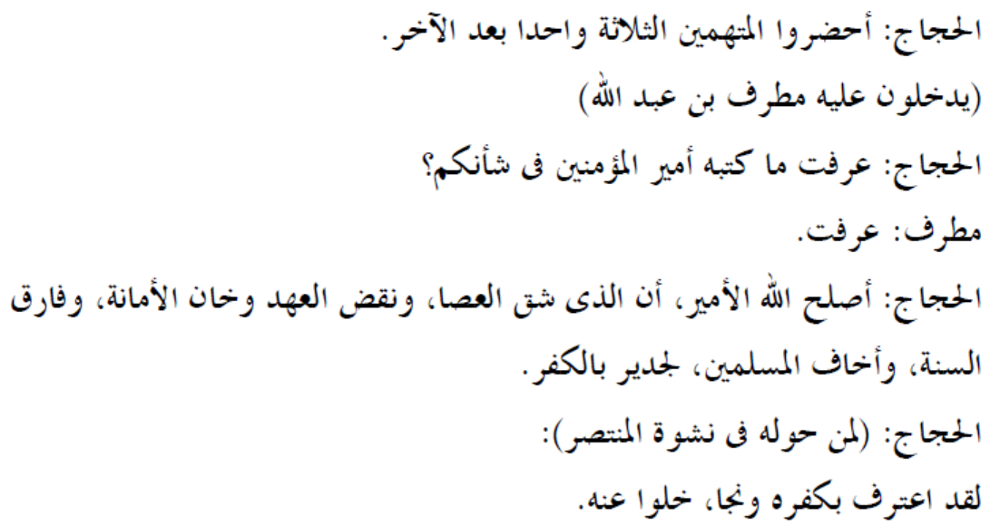 الحجاج: أحضروا المتهمين الثلاثة واحدا بعد الآخر.
(يدخلون عليه مطرف بن عبد الله)
الحجاج: عرفت ما كتبه أمير المؤمنين فى شأنكم؟
مطرف: عرفت.
الحجاج: أصلح الله الأمير، أن الذى شق العصا، ونقض العهد وخان الأمانة، وفارق
السنة، وأخاف المسلمين، لجدير بالكفر.
الحجاج: (لمن حوله فى نشوة المنتصر):
لقد اعترف بكفره ونجا، خلوا عنه.